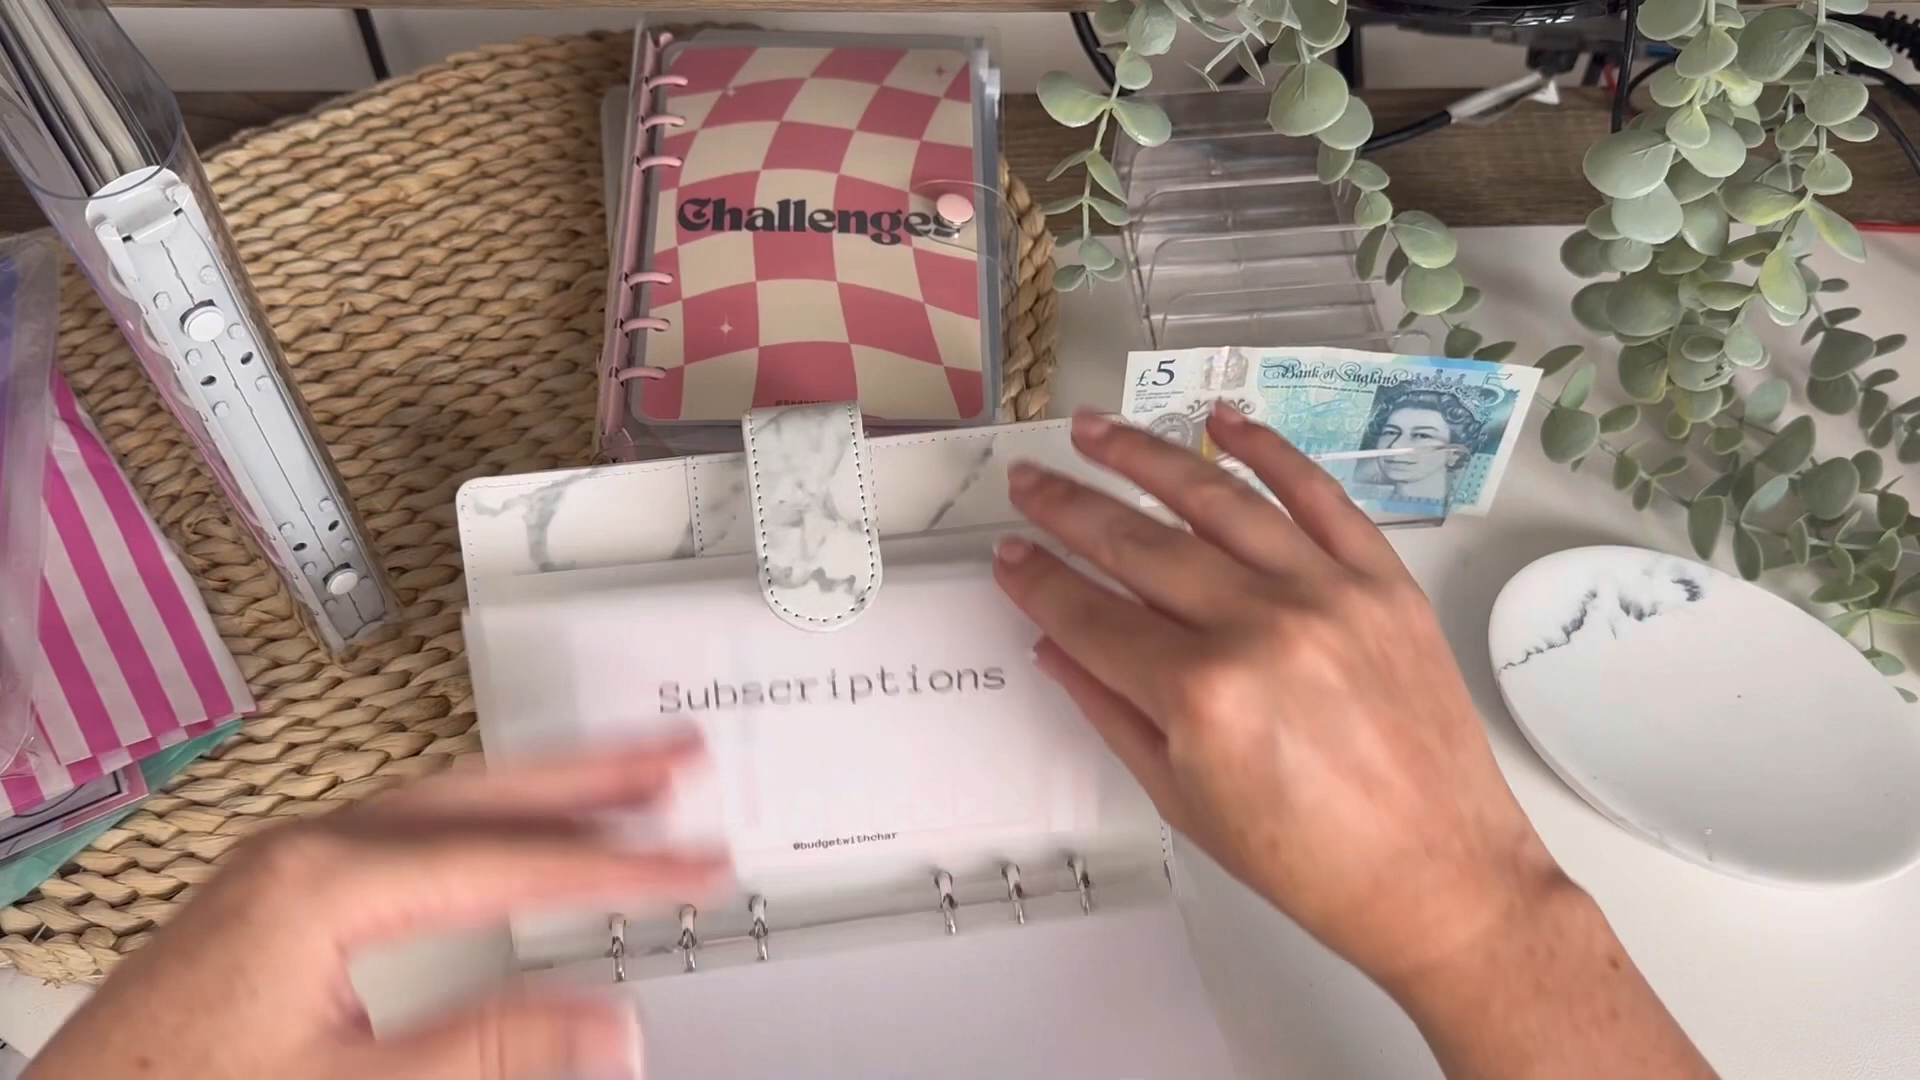 Challenges
£5
Bank of England
5
Subscriptions
@budgetwithchar